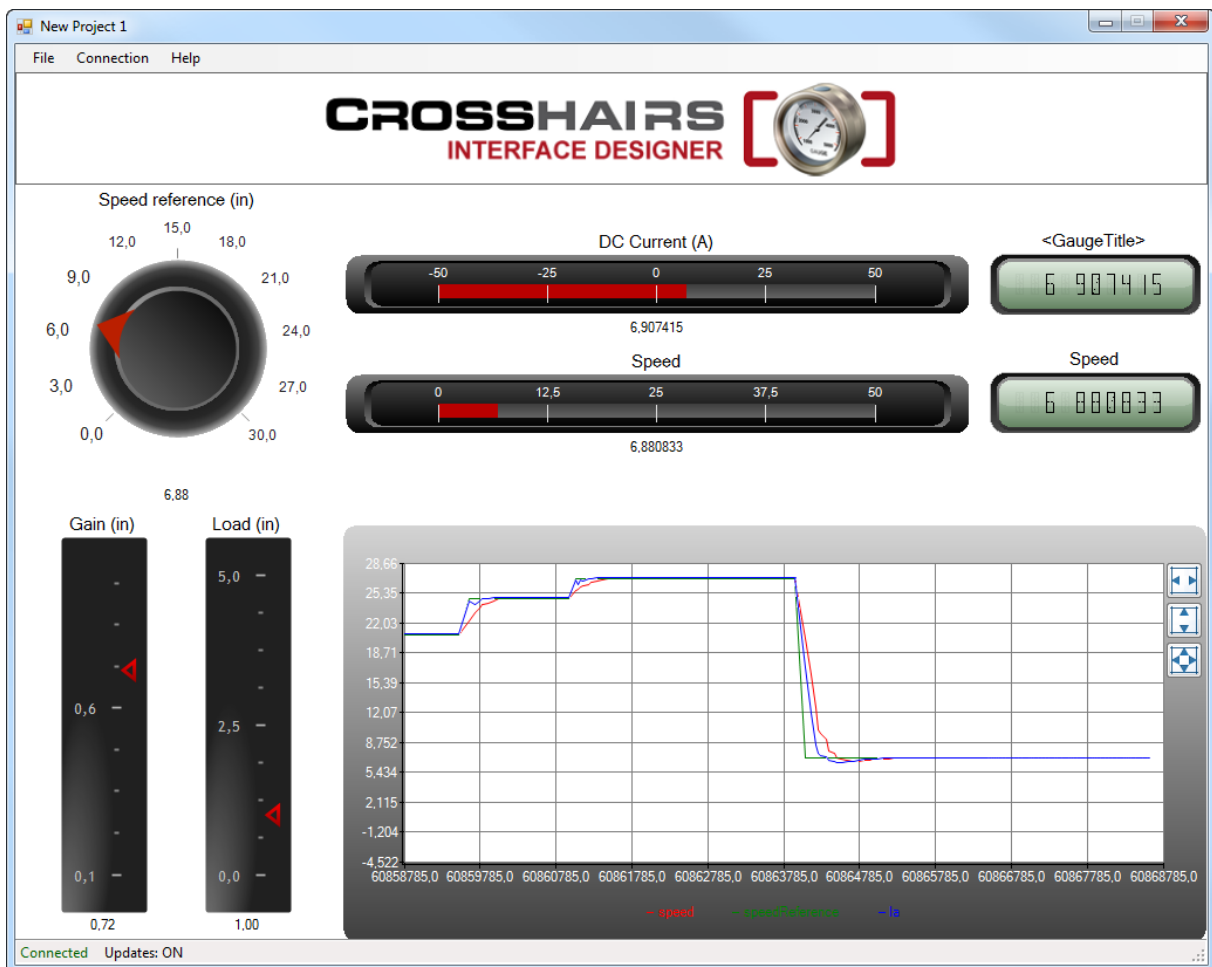 New Project 1
File Connection Help
CROSSHAIRS
INTERFACE DESIGNER
GAUGE
Speed reference (in)
15,0
12,0 18,0
9,0 21,0
6,0 24,0
3,0 27,0
0,0 30,0
6,88
DC Current (A)
-50 -25 0 25 50
6,907415
<GaugeTitle>
6 907415
Speed
0 12,5 25 37,5 50
6,880833
Speed
6 880833
Gain (in)
0,6
0,1
0,72
Load (in)
5,0
2,5
0,0
1,00
28,66
25,35
22,03
18,71
15,39
12,07
8,752
5,434
2,115
-1,204
-4,522
60858785,0 60859785,0 60860785,0 60861785,0 60862785,0 60863785,0 60864785,0 60865785,0 60866785,0 60867785,0 60868785,0
speed speedReference Ia
Connected Updates: ON